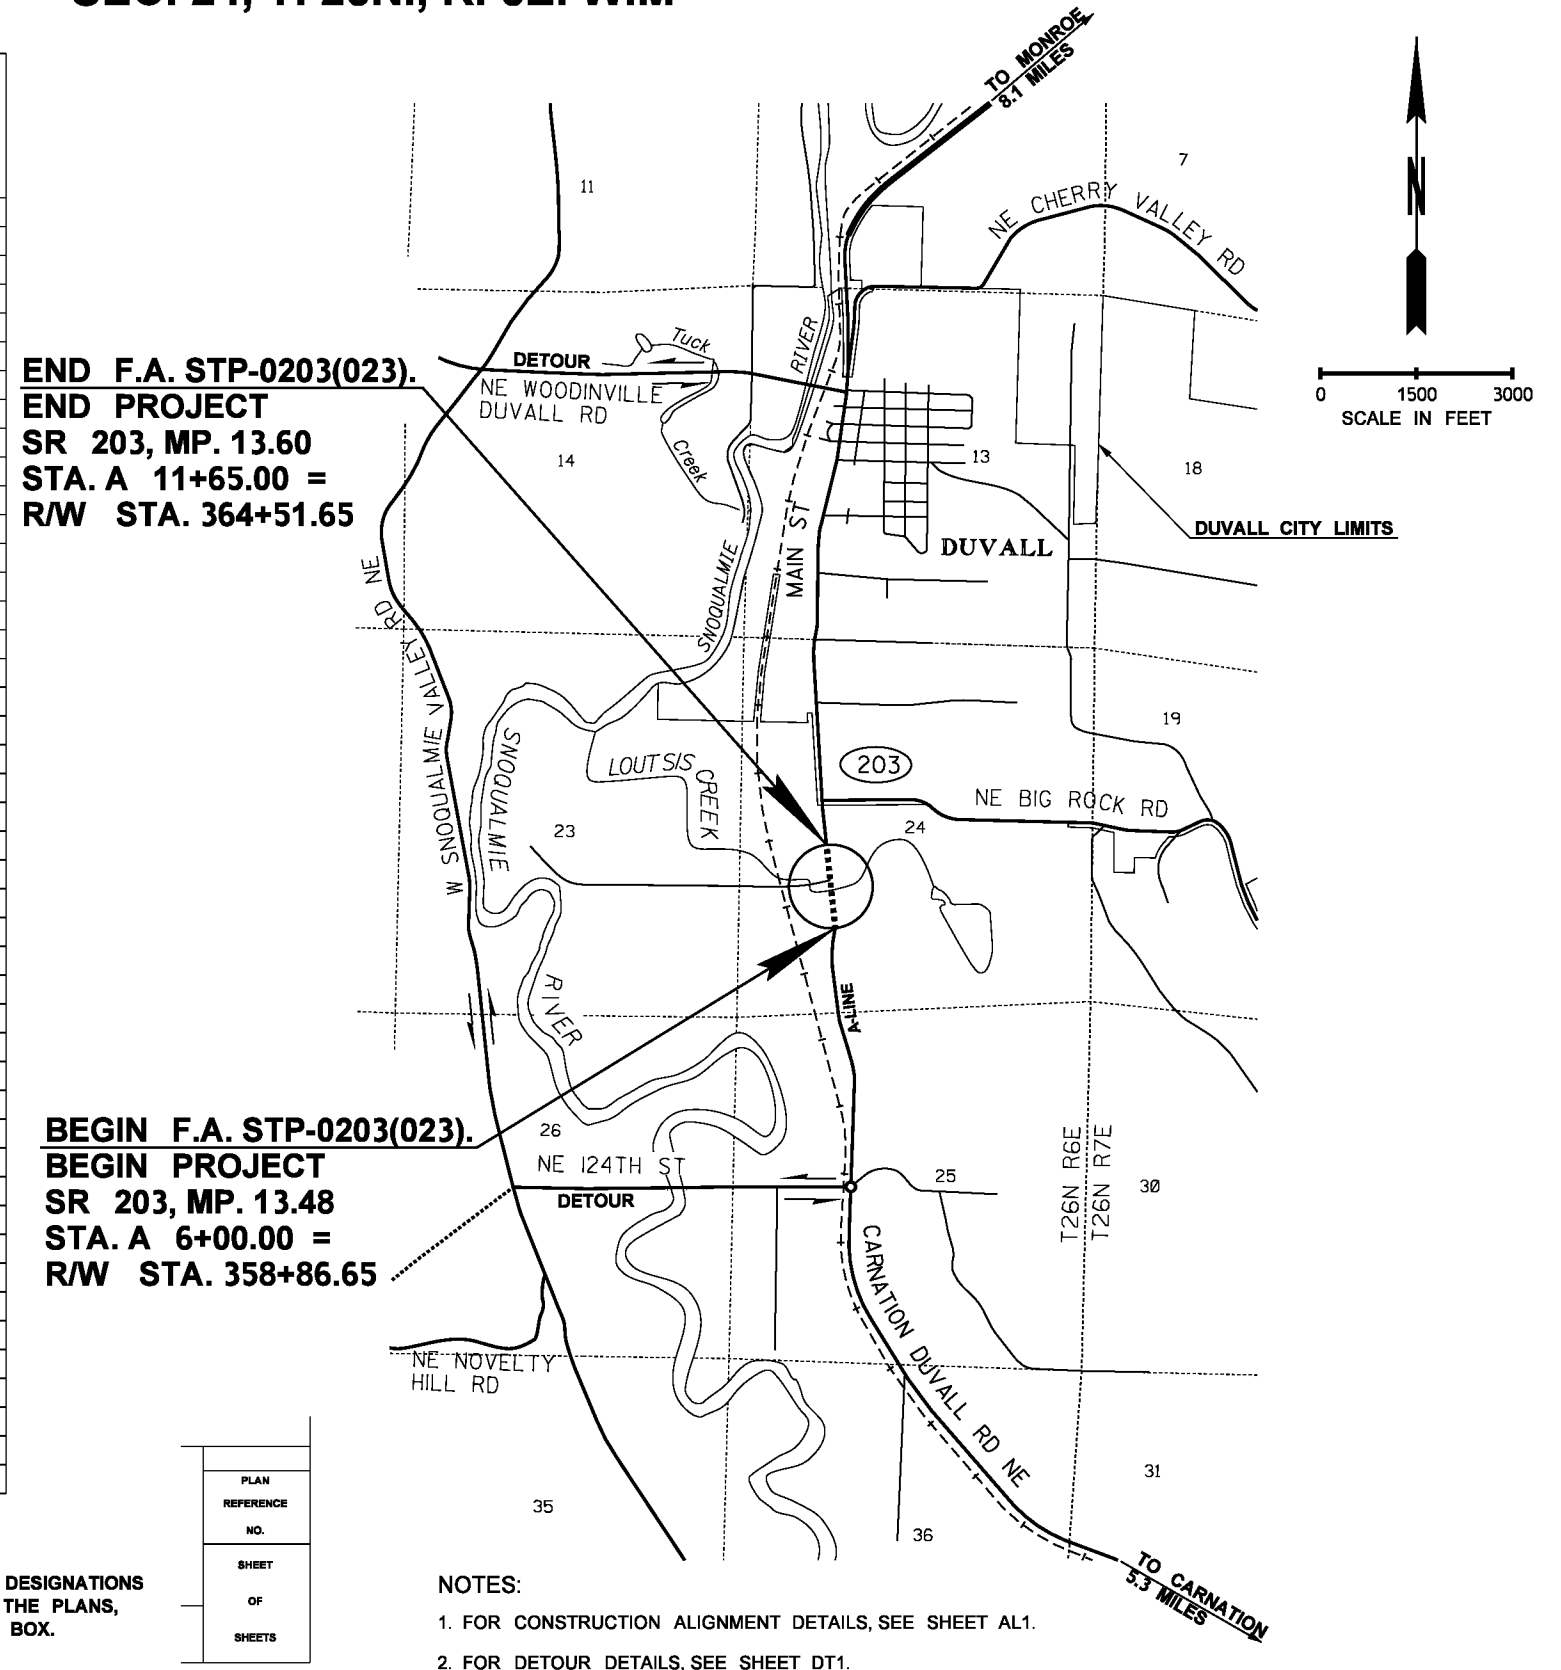 TO MONROE
8.1 MILES
N
11
7
NE CHERRY VALLEY RD
0 1500 3000
SCALE IN FEET
END F.A. STP-0203(023).
END PROJECT
SR 203, MP. 13.60
STA. A 11+65.00 =
R/W STA. 364+51.65
Tuck
Creek
DETOUR
NE WOODINVILLE
DUVALL RD
RIVER
14
13
18
DUVALL CITY LIMITS
MAIN ST
DUVALL
SNOQUALMIE
W SNOQUALMIE VALLEY RD NE
SNOQUALMIE
LOUTSIS
CREEK
203
19
NE BIG ROCK RD
23
24
RIVER
A-LINE
BEGIN F.A. STP-0203(023).
BEGIN PROJECT
SR 203, MP. 13.48
STA. A 6+00.00 =
R/W STA. 358+86.65
26
NE 124TH ST
DETOUR
25
T26N R6E
T26N R7E
30
CARNATION DUVALL RD NE
NE NOVELTY
HILL RD
31
35
36
TO CARNATION
5.3 MILES
PLAN
REFERENCE
NO.
SHEET
OF
SHEETS
DESIGNATIONS
THE PLANS,
BOX.
NOTES:
1. FOR CONSTRUCTION ALIGNMENT DETAILS, SEE SHEET AL1.
2. FOR DETOUR DETAILS, SEE SHEET DT1.